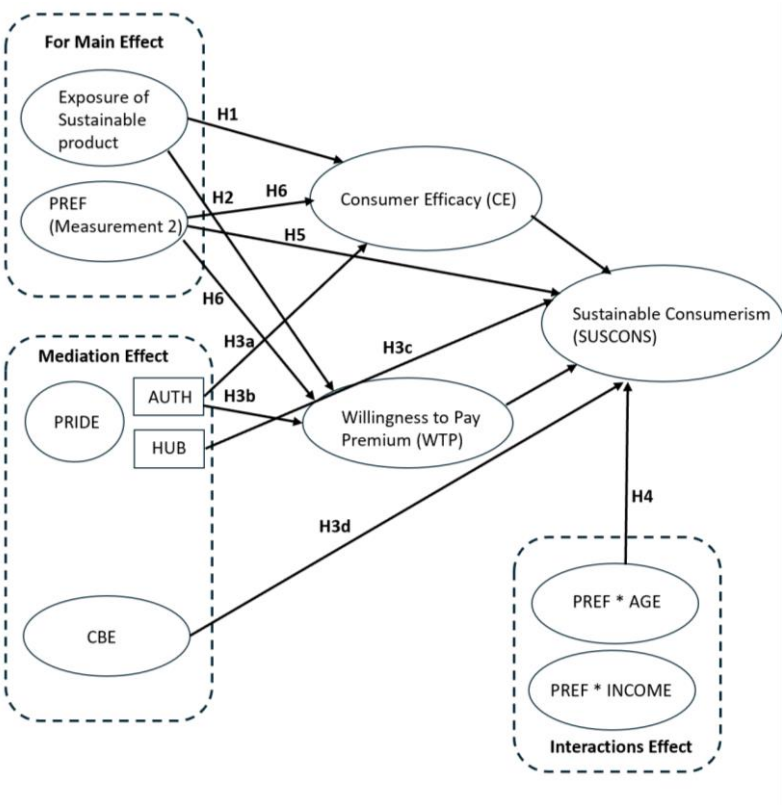 For Main Effect
Exposure of
Sustainable
product
H1
PREF
(Measurement 2)
H2
H6
H5
H6
Consumer Efficacy (CE)
Sustainable Consumerism
(SUSCONS)
Mediation Effect
PRIDE
AUTH
HUB
H3a
H3b
H3c
Willingness to Pay
Premium (WTP)
H3d
CBE
H4
PREF * AGE
PREF * INCOME
Interactions Effect